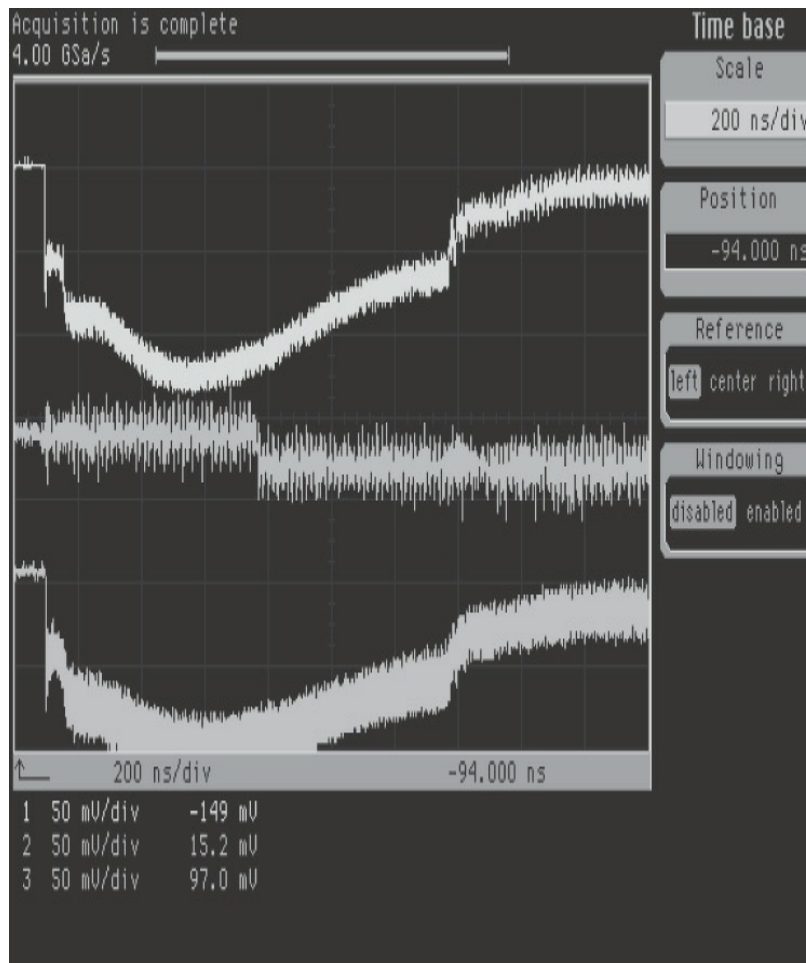 Acquisition is complete
4.00 GSa/s
Time base
Scale
200 ns/div
Position
-94.000 ns
Reference
left center right
Windowing
disabled enabled
200 ns/div -94.000 ns
1 50 mV/div -149 mV
2 50 mV/div 15.2 mV
3 50 mV/div 97.0 mV